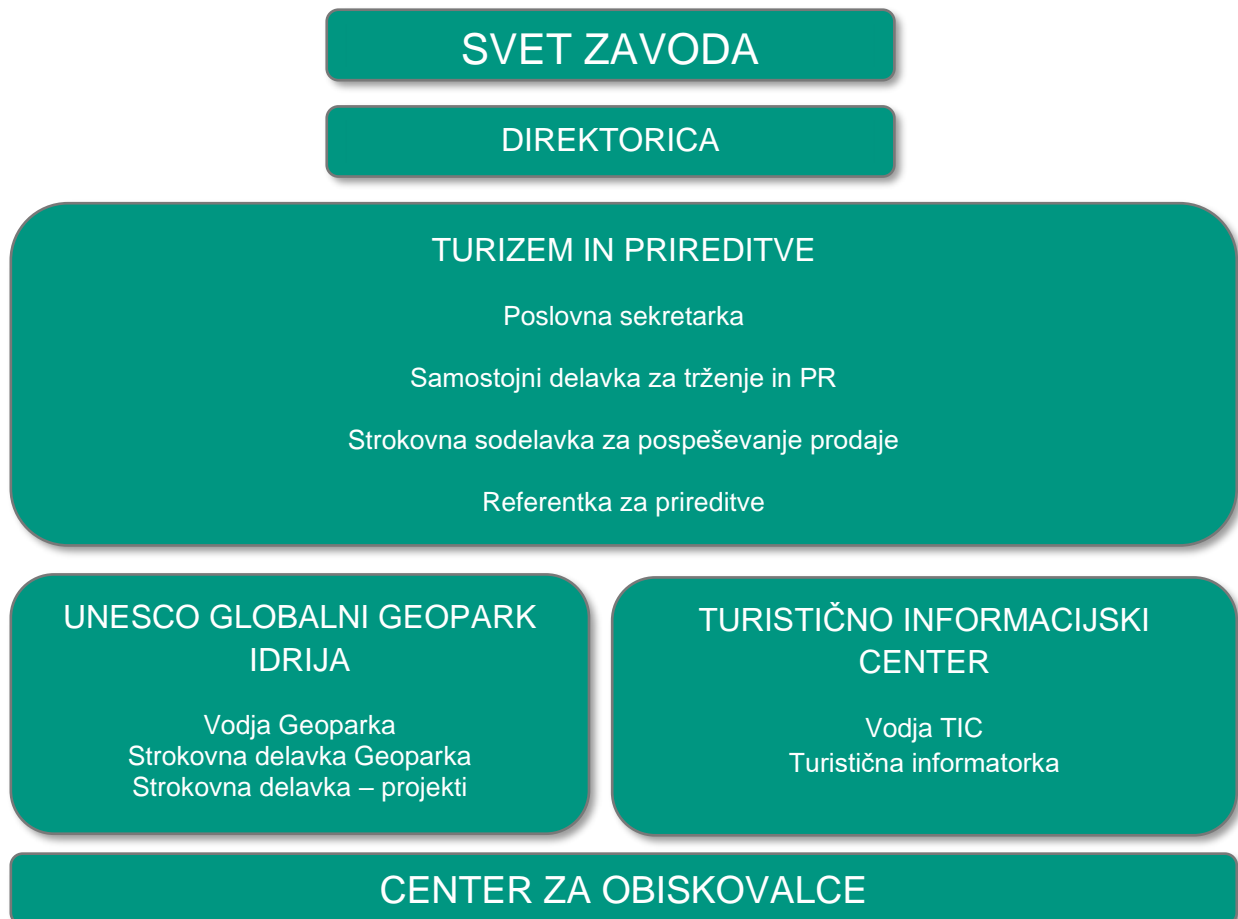 SVET ZAVODA
DIREKTORICA
TURIZEM IN PRIREDITVE
Poslovna sekretarka
Samostojni delavka za trženje in PR
Strokovna sodelavka za pospeševanje prodaje
Referentka za prireditve
UNESCO GLOBALNI GEOPARK
IDRIJA
Vodja Geoparka
Strokovna delavka Geoparka
Strokovna delavka – projekti
TURISTIČNO INFORMACIJSKI
CENTER
Vodja TIC
Turistična informatorka
CENTER ZA OBISKOVALCE